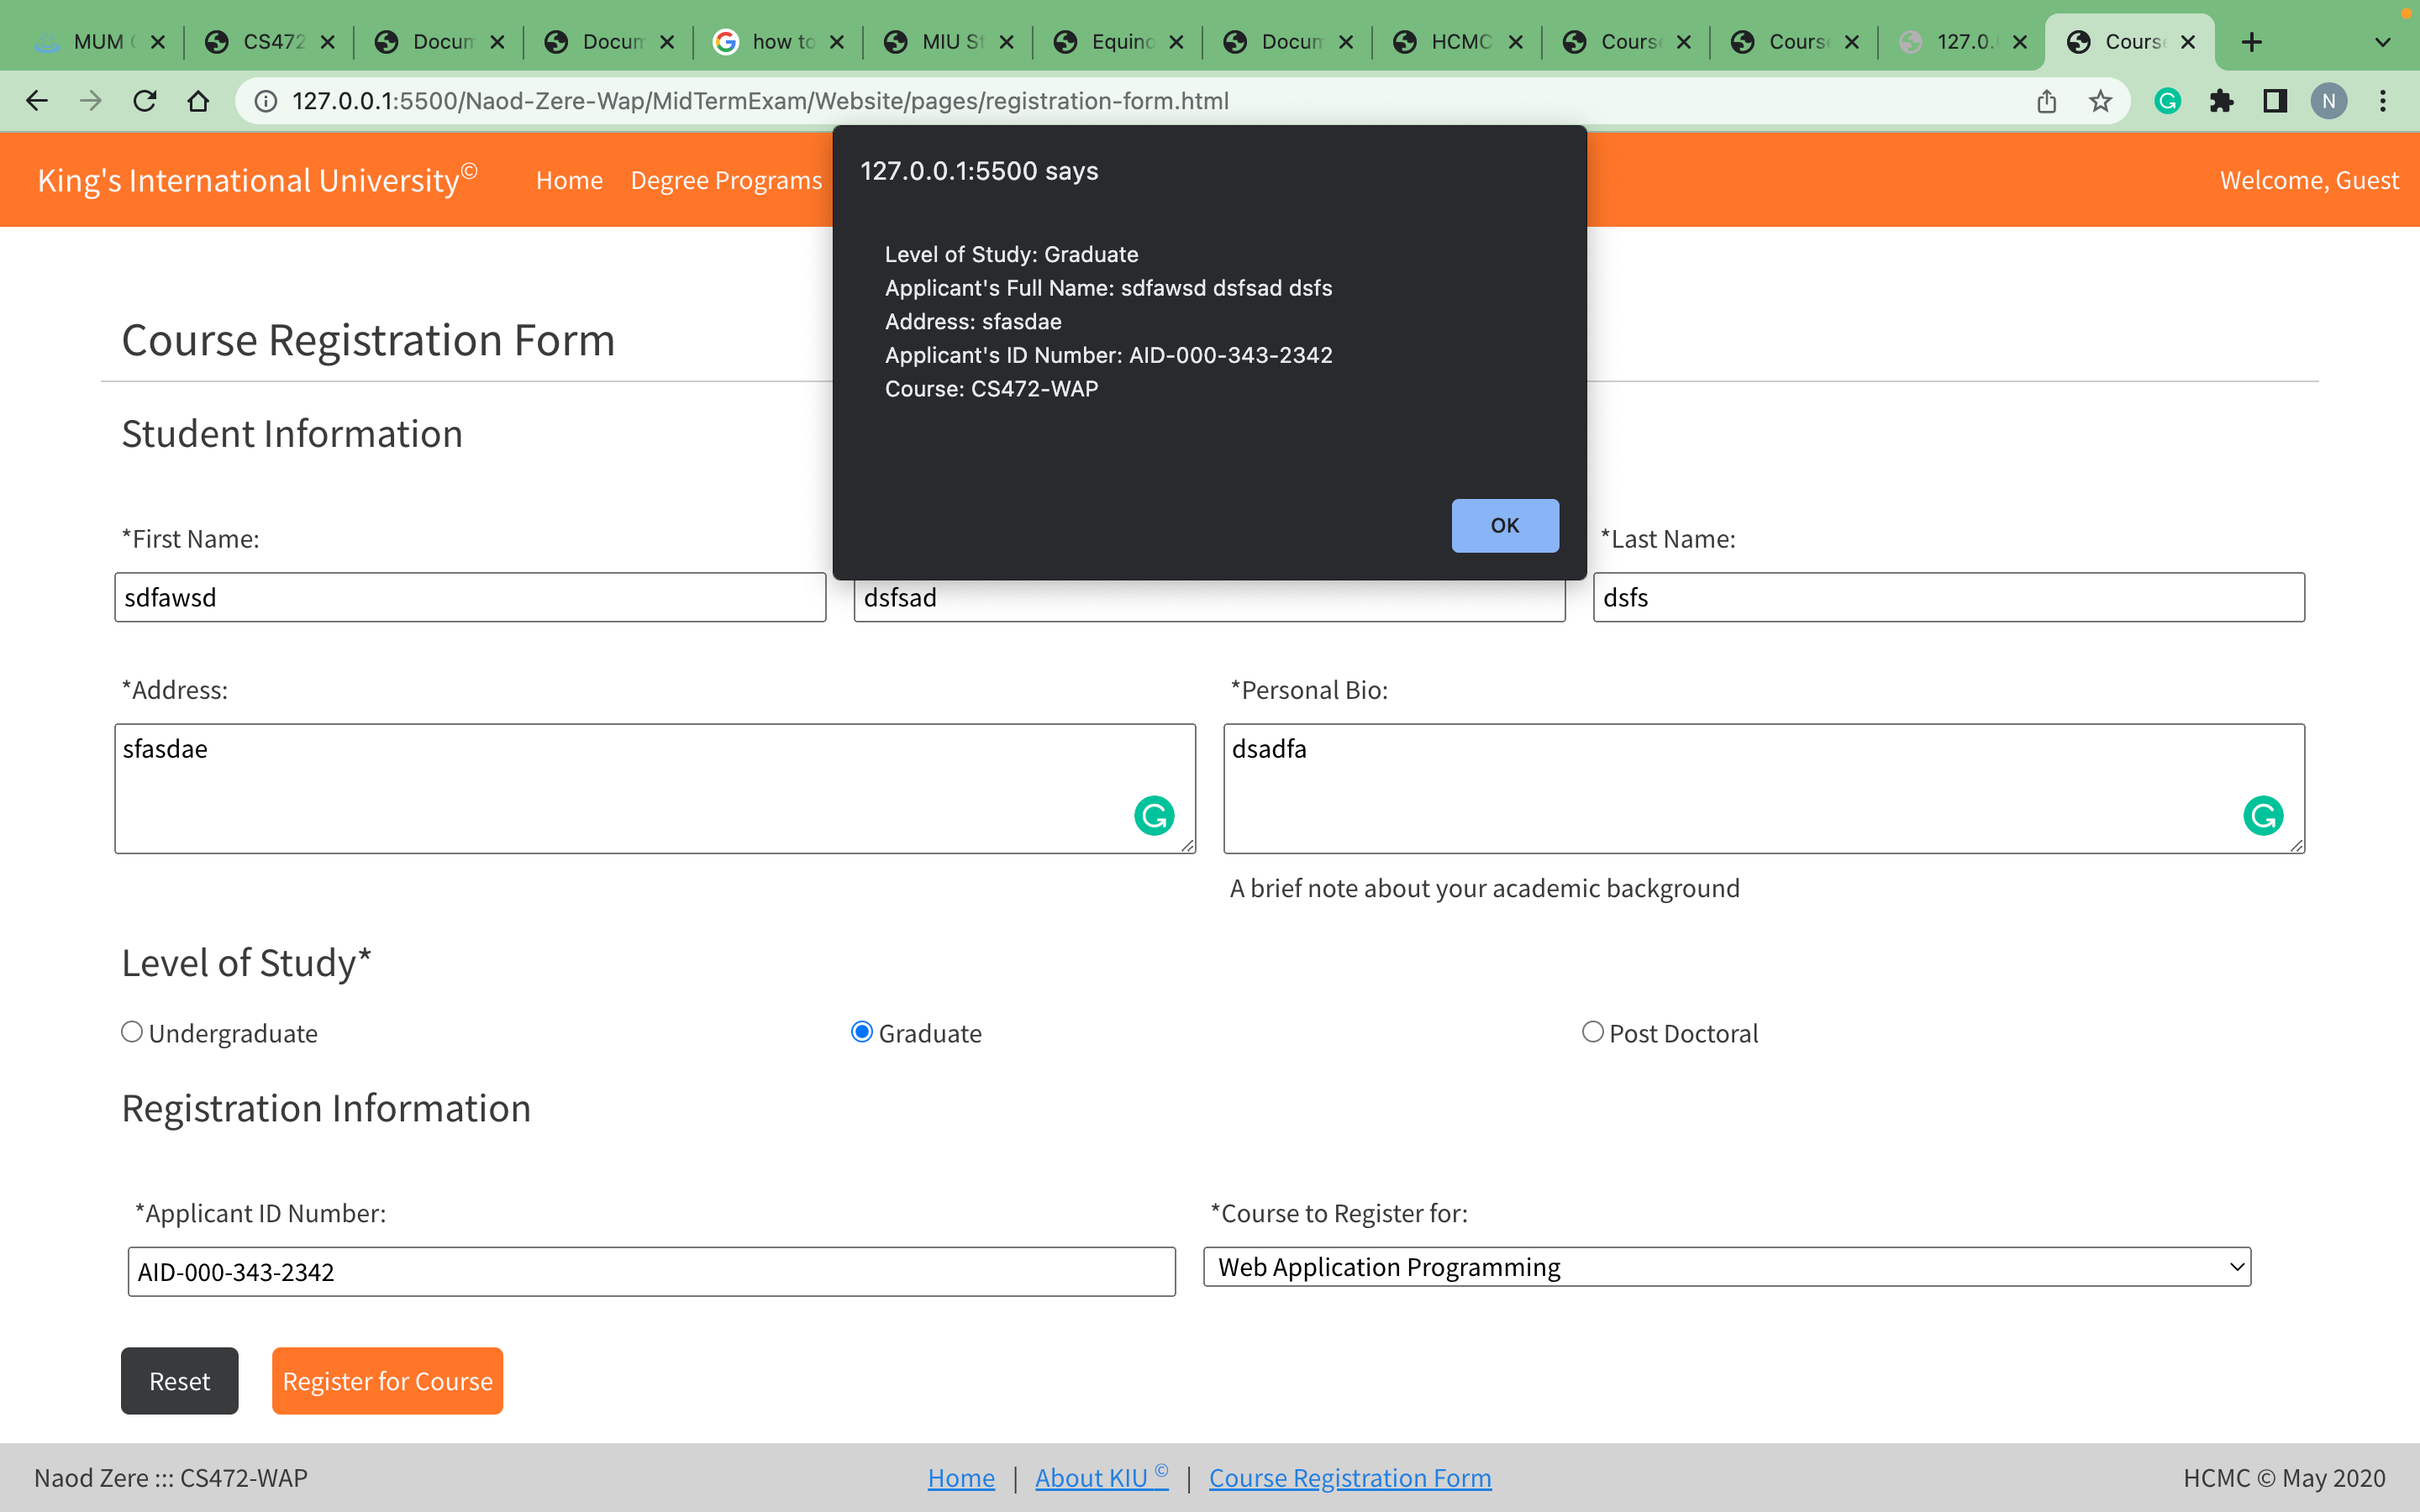 MUM
CS472
Docum
Docum
how to
MIU St
Equino
Docum
HCMC
Course
Course
127.0.
Course
127.0.0.1:5500/Naod-Zere-Wap/MidTermExam/Website/pages/registration-form.html
N
King's International University©
Home
Degree Programs
Welcome, Guest
127.0.0.1:5500 says
Level of Study: Graduate
Applicant's Full Name: sdfawsd dsfsad dsfs
Address: sfasdae
Applicant's ID Number: AID-000-343-2342
Course: CS472-WAP
OK
Course Registration Form
Student Information
*First Name:
*Last Name:
sdfawsd
dsfsad
dsfs
*Address:
*Personal Bio:
sfasdae
dsadfa
A brief note about your academic background
Level of Study*
Undergraduate
Graduate
Post Doctoral
Registration Information
*Applicant ID Number:
*Course to Register for:
AID-000-343-2342
Web Application Programming
Reset
Register for Course
Naod Zere ::: CS472-WAP
Home | About KIU © | Course Registration Form
HCMC © May 2020